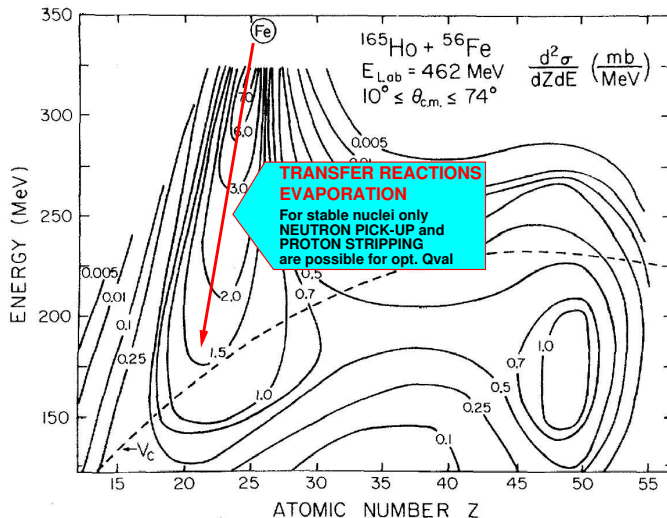 350
300
250
200
150
ENERGY (MeV)
Fe
¹⁶⁵Ho + ⁵⁶Fe
E_Lab = 462 MeV
10° ≤ θ_c.m. ≤ 74°
d²σ/dZdE (mb/MeV)
7.0
6.0
3.0
2.0
1.5
1.0
0.005
0.01
0.1
0.25
0.005
0.01
TRANSFER REACTIONS
EVAPORATION
For stable nuclei only
NEUTRON PICK-UP and
PROTON STRIPPING
are possible for opt. Qval
0.5
0.7
0.7
1.0
0.5
0.25
0.1
V_C
15 20 25 30 35 40 45 50 55
ATOMIC NUMBER Z